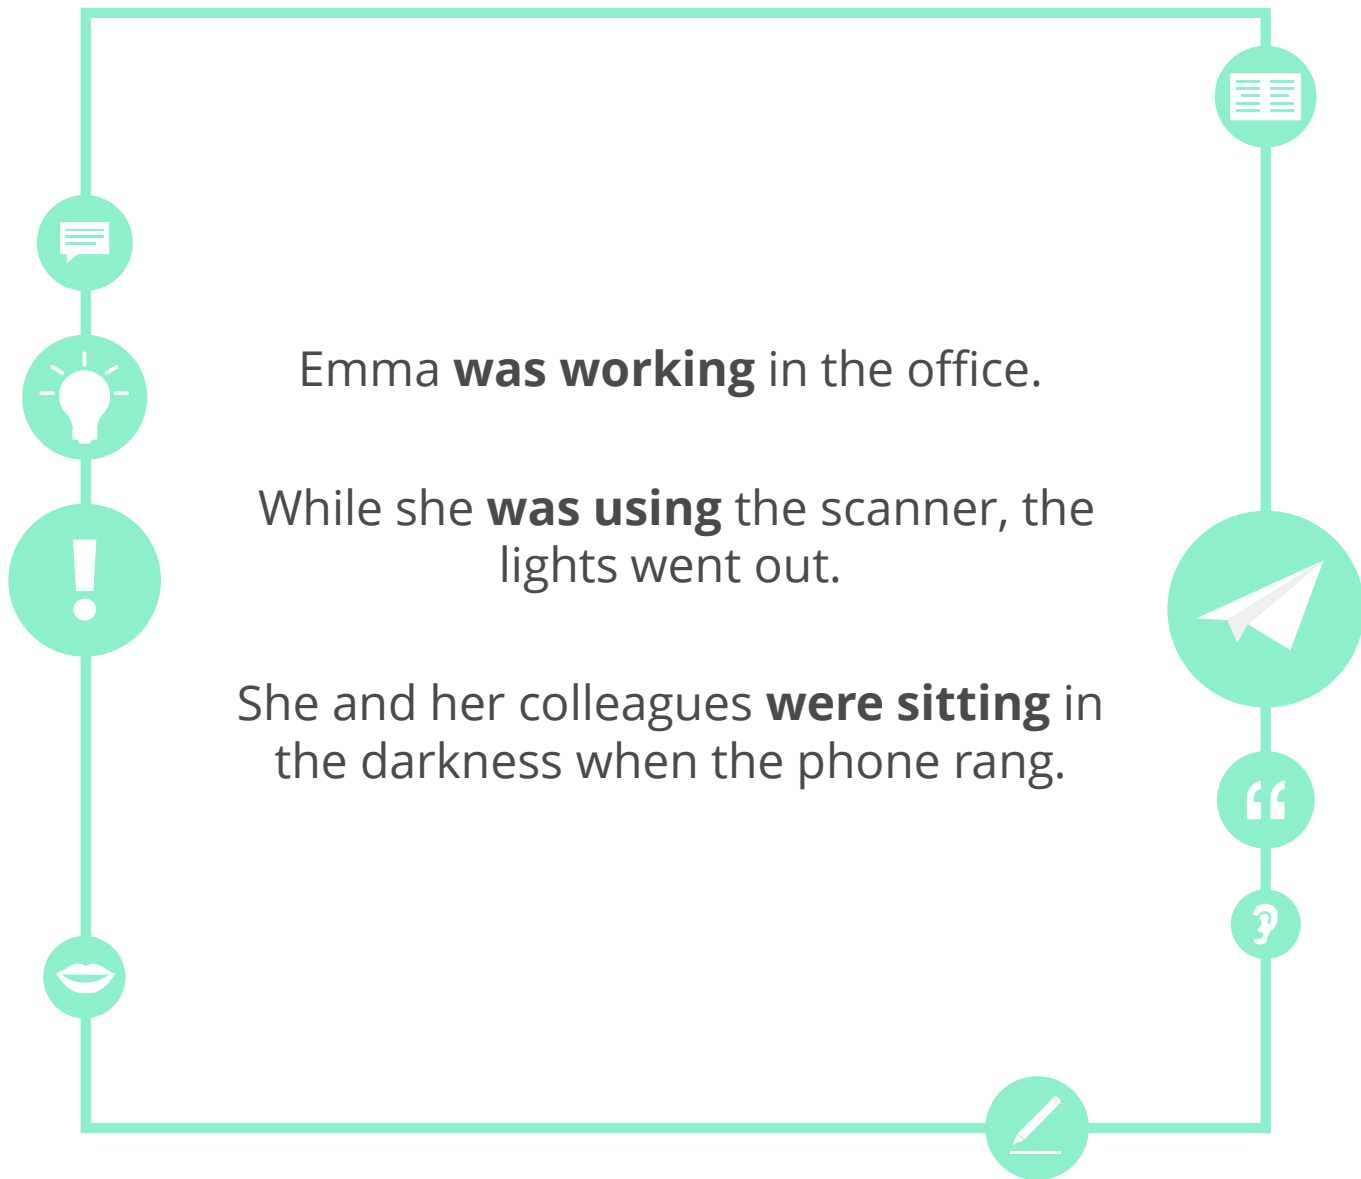 Emma was working in the office.
While she was using the scanner, the
lights went out.
She and her colleagues were sitting in
the darkness when the phone rang.